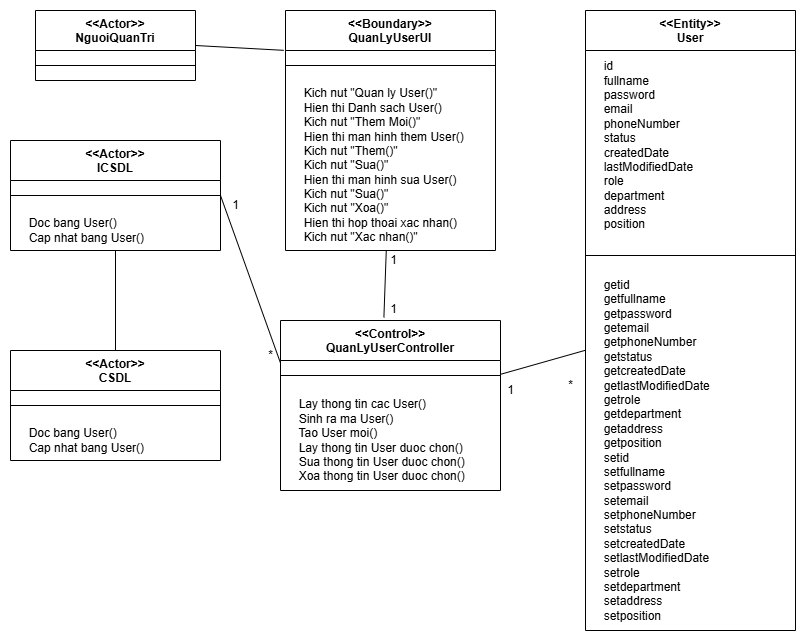 <<Actor>>
NguoiQuanTri
<<Boundary>>
QuanLyUserUI
Kich nut "Quan ly User()"
Hien thi Danh sach User()
Kich nut "Them Moi()"
Hien thi man hinh them User()
Kich nut "Them()"
Kich nut "Sua()"
Hien thi man hinh sua User()
Kich nut "Sua()"
Kich nut "Xoa()"
Hien thi hop thoai xac nhan()
Kich nut "Xac nhan()"
<<Entity>>
User
id
fullname
password
email
phoneNumber
status
createdDate
lastModifiedDate
role
department
address
position
getid
getfullname
getpassword
getemail
getphoneNumber
getstatus
getcreatedDate
getlastModifiedDate
getrole
getdepartment
getaddress
getposition
setid
setfullname
setpassword
setemail
setphoneNumber
setstatus
setcreatedDate
setlastModifiedDate
setrole
setdepartment
setaddress
setposition
<<Actor>>
ICSDL
Doc bang User()
Cap nhat bang User()
1
*
1
1
<<Control>>
QuanLyUserController
Lay thong tin cac User()
Sinh ra ma User()
Tao User moi()
Lay thong tin User duoc chon()
Sua thong tin User duoc chon()
Xoa thong tin User duoc chon()
1
*
<<Actor>>
CSDL
Doc bang User()
Cap nhat bang User()